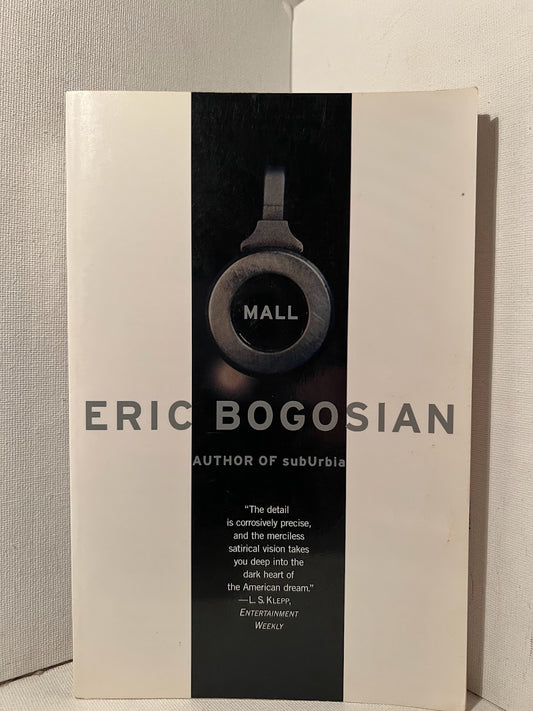 MALL
ERIC BOGOSIAN
AUTHOR OF subUrbia
"The detail
is corrosively precise,
and the merciless
satirical vision takes
you deep into the
dark heart of
the American dream."
—L. S. KLEPP,
ENTERTAINMENT
WEEKLY